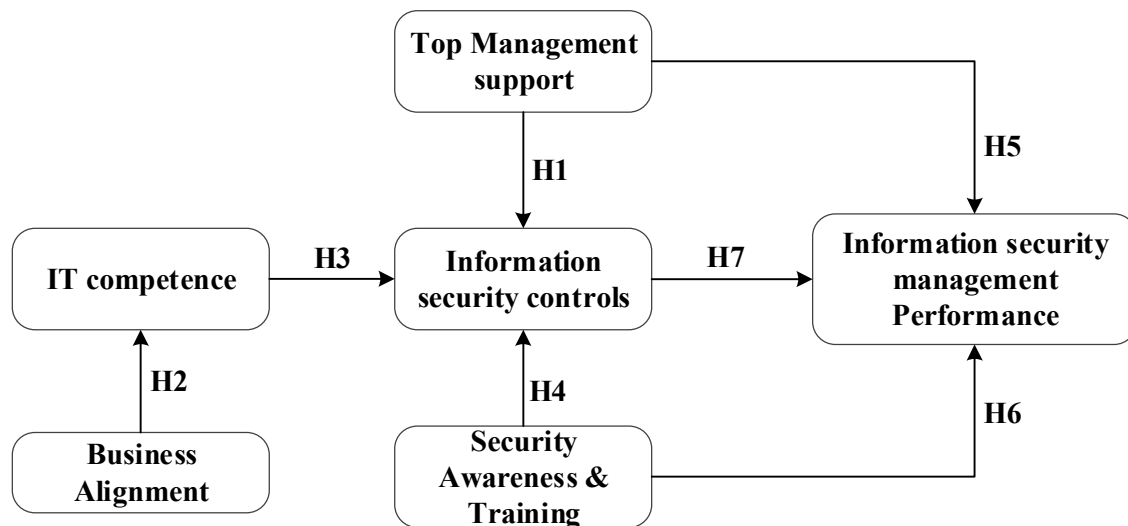 Top Management
support
H5
H1
IT competence
H3
Information
security controls
H7
Information security
management
Performance
H2
H4
H6
Business
Alignment
Security
Awareness &
Training